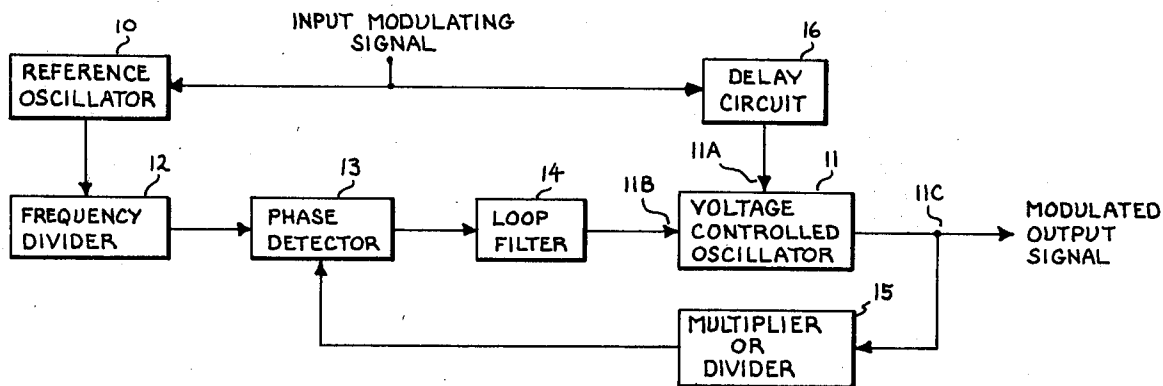 10
INPUT MODULATING
SIGNAL
16
REFERENCE
OSCILLATOR
DELAY
CIRCUIT
12
13
14
11B
11A
11
11C
FREQUENCY
DIVIDER
PHASE
DETECTOR
LOOP
FILTER
VOLTAGE
CONTROLLED
OSCILLATOR
MODULATED
OUTPUT
SIGNAL
15
MULTIPLIER
OR
DIVIDER